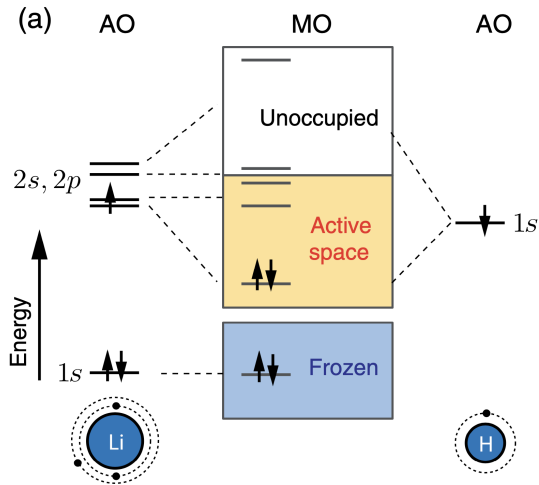 (a)
AO
MO
AO
Unoccupied
2s, 2p
Active
space
1s
Energy
1s
Frozen
Li
H